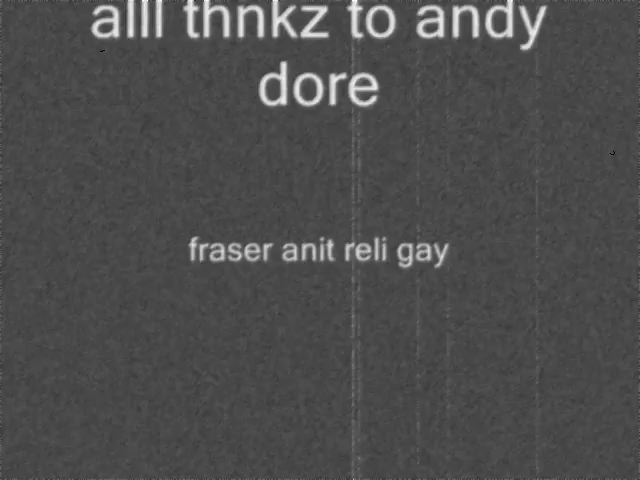 alll thnkz to andy
dore
fraser anit reli gay